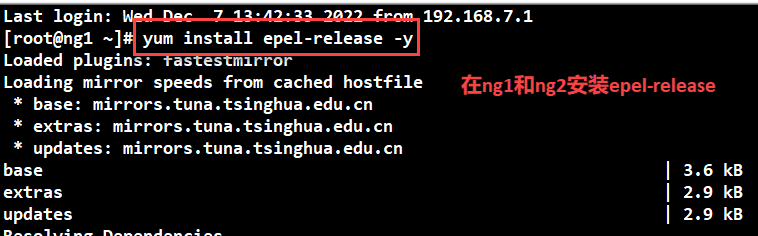 Last login: Wed Dec  7 13:42:33 2022 from 192.168.7.1
[root@ng1 ~]# yum install epel-release -y
Loaded plugins: fastestmirror
Loading mirror speeds from cached hostfile
在ng1和ng2安装epel-release
 * base: mirrors.tuna.tsinghua.edu.cn
 * extras: mirrors.tuna.tsinghua.edu.cn
 * updates: mirrors.tuna.tsinghua.edu.cn
base | 3.6 kB
extras | 2.9 kB
updates | 2.9 kB
Resolving Dependencies